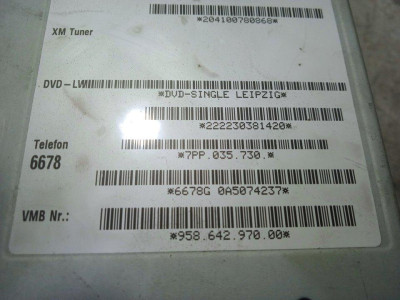 *204100780868*
XM Tuner
DVD-LW
*DVD-SINGLE LEIPZIG*
*222230381420*
Telefon
*7PP.035.730.*
6678
*6678G 0A5074237*
VMB Nr.:
*958.642.970.00*